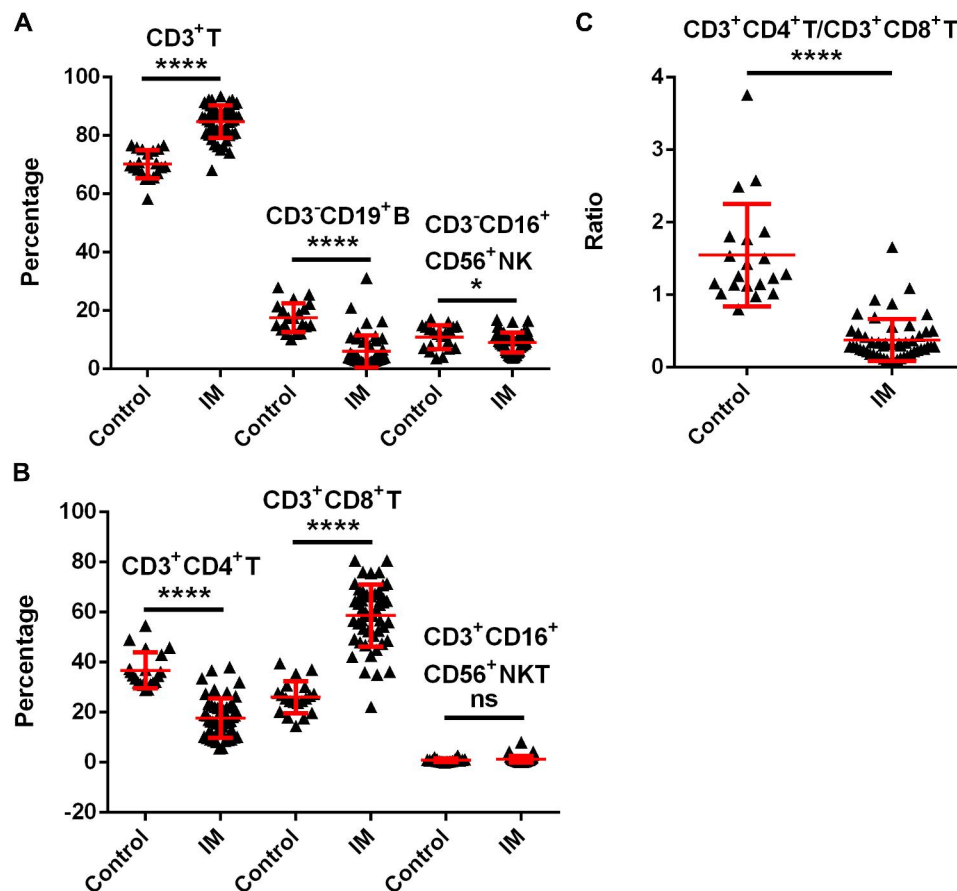 A
CD3⁺T
****
Percentage
100
80
60
40
20
0
CD3⁻CD19⁺B
****
CD3⁻CD16⁺
CD56⁺NK
*
Control
IM
Control
IM
Control
IM
C
CD3⁺CD4⁺T/CD3⁺CD8⁺T
****
Ratio
4
3
2
1
0
Control
IM
B
Percentage
100
80
60
40
20
0
-20
CD3⁺CD4⁺T
****
CD3⁺CD8⁺T
****
CD3⁺CD16⁺
CD56⁺NKT
ns
Control
IM
Control
IM
Control
IM